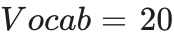 Vocab = 20